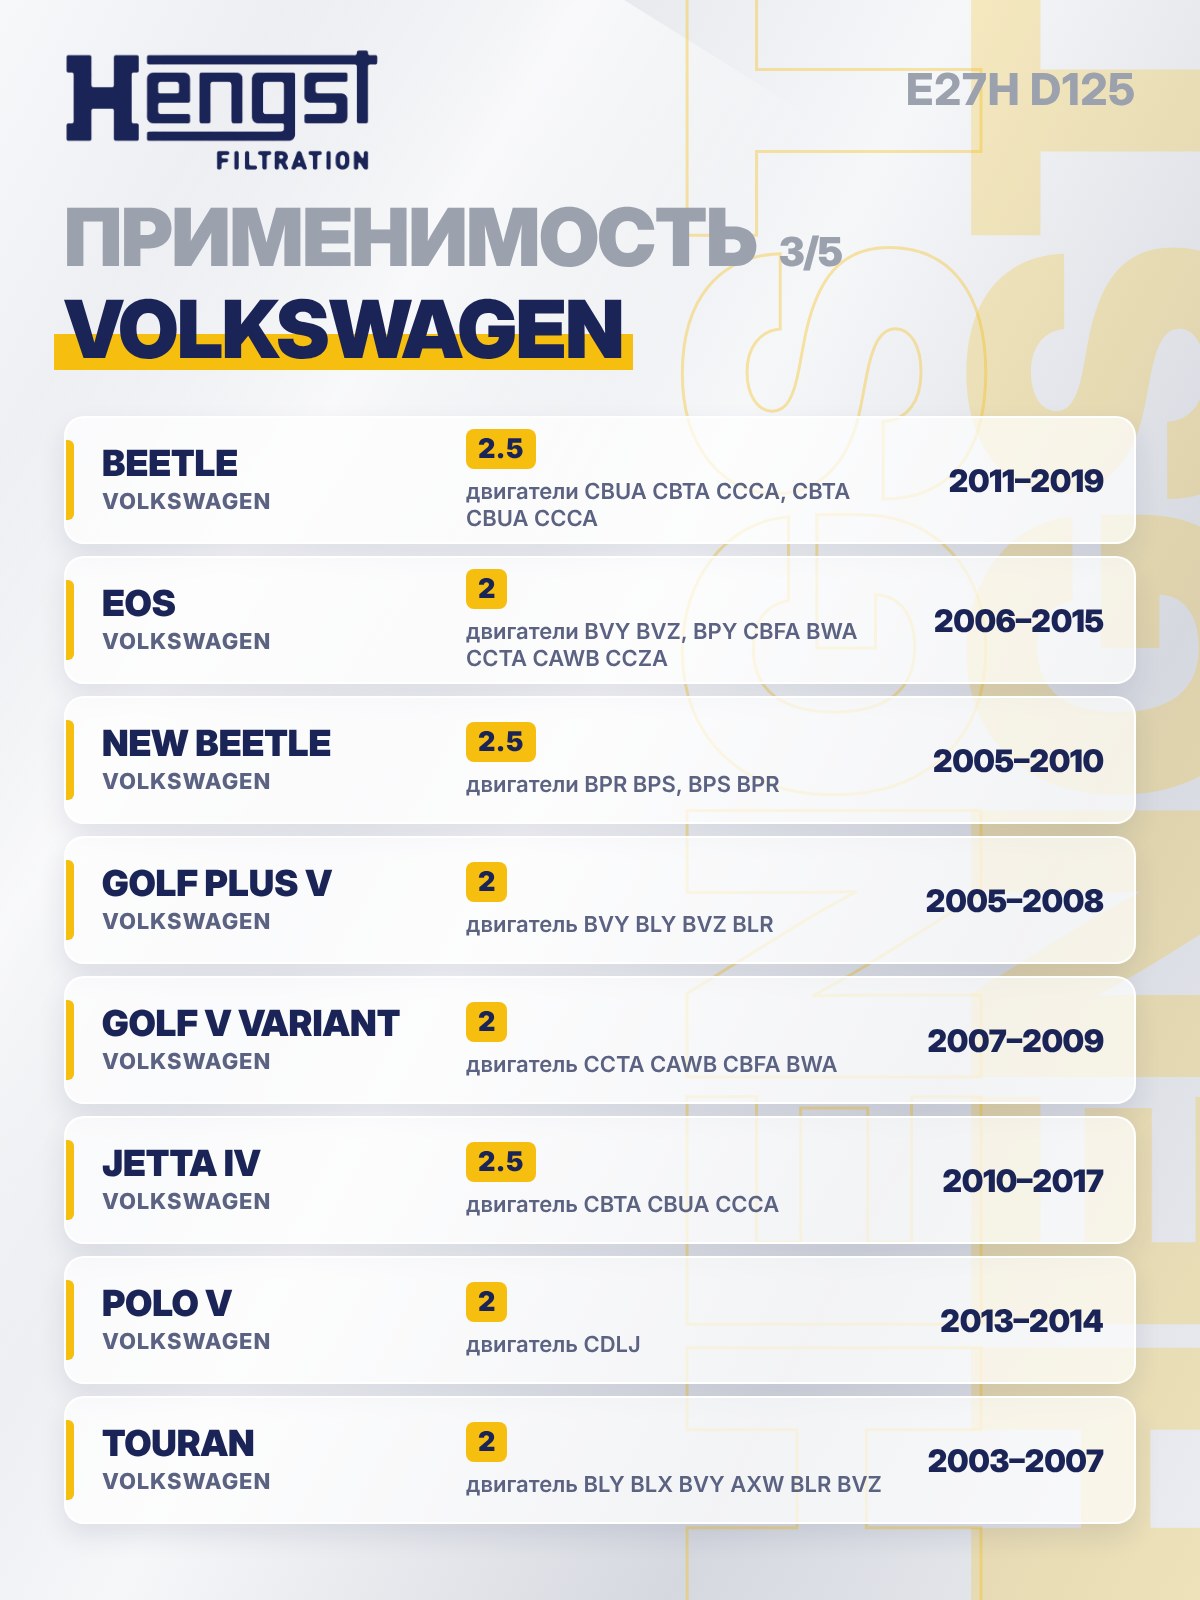 Hengst
FILTRATION
E27H D125
ПРИМЕНИМОСТЬ 3/5
VOLKSWAGEN
BEETLE
VOLKSWAGEN
2.5
двигатели CBUA CBTA CCCA, CBTA
CBUA CCCA
2011–2019
EOS
VOLKSWAGEN
2
двигатели BVY BVZ, BPY CBFA BWA
CCTA CAWB CCZA
2006–2015
NEW BEETLE
VOLKSWAGEN
2.5
двигатели BPR BPS, BPS BPR
2005–2010
GOLF PLUS V
VOLKSWAGEN
2
двигатель BVY BLY BVZ BLR
2005–2008
GOLF V VARIANT
VOLKSWAGEN
2
двигатель CCTA CAWB CBFA BWA
2007–2009
JETTA IV
VOLKSWAGEN
2.5
двигатель CBTA CBUA CCCA
2010–2017
POLO V
VOLKSWAGEN
2
двигатель CDLJ
2013–2014
TOURAN
VOLKSWAGEN
2
двигатель BLY BLX BVY AXW BLR BVZ
2003–2007
HENGST
HENGST